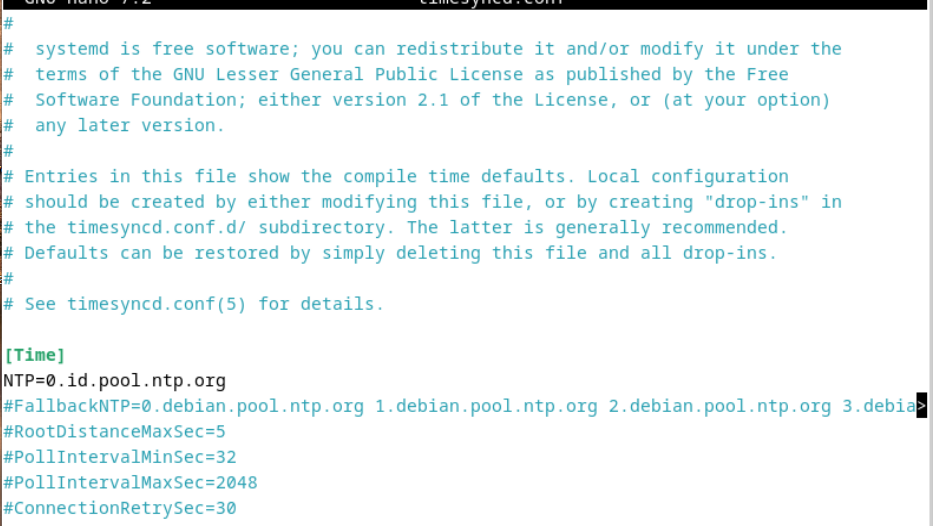 GNU nano 7.2 timesyncd.conf
#
#  systemd is free software; you can redistribute it and/or modify it under the
#  terms of the GNU Lesser General Public License as published by the Free
#  Software Foundation; either version 2.1 of the License, or (at your option)
#  any later version.
#
# Entries in this file show the compile time defaults. Local configuration
# should be created by either modifying this file, or by creating "drop-ins" in
# the timesyncd.conf.d/ subdirectory. The latter is generally recommended.
# Defaults can be restored by simply deleting this file and all drop-ins.
#
# See timesyncd.conf(5) for details.

[Time]
NTP=0.id.pool.ntp.org
#FallbackNTP=0.debian.pool.ntp.org 1.debian.pool.ntp.org 2.debian.pool.ntp.org 3.debia>
#RootDistanceMaxSec=5
#PollIntervalMinSec=32
#PollIntervalMaxSec=2048
#ConnectionRetrySec=30